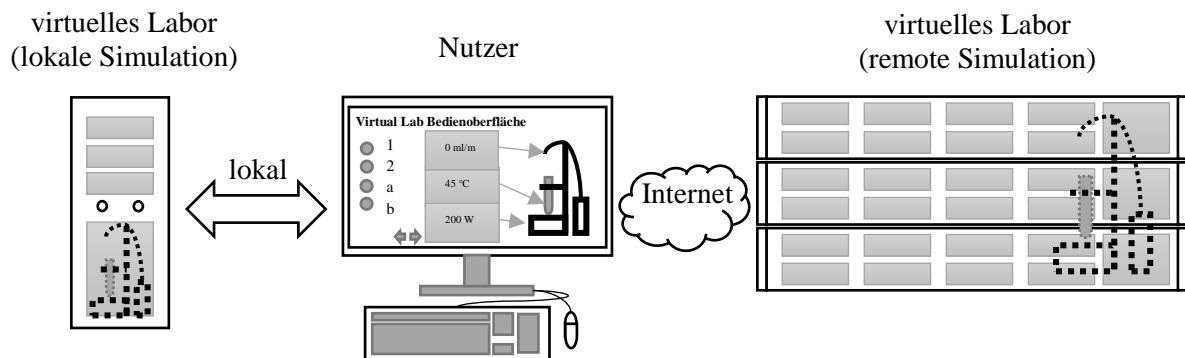 virtuelles Labor
(lokale Simulation)
lokal
Nutzer
Virtual Lab Bedienoberfläche
1
2
a
b
0 ml/m
45 °C
200 W
Internet
virtuelles Labor
(remote Simulation)